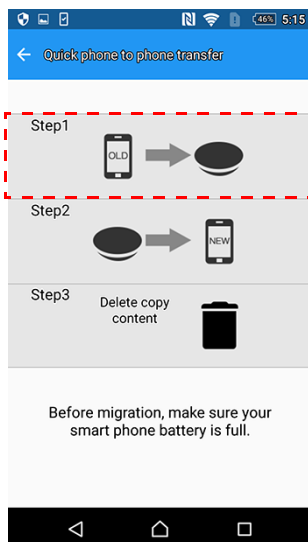 46% 5:15
Quick phone to phone transfer
Step1
OLD
Step2
NEW
Step3
Delete copy
content
Before migration, make sure your
smart phone battery is full.